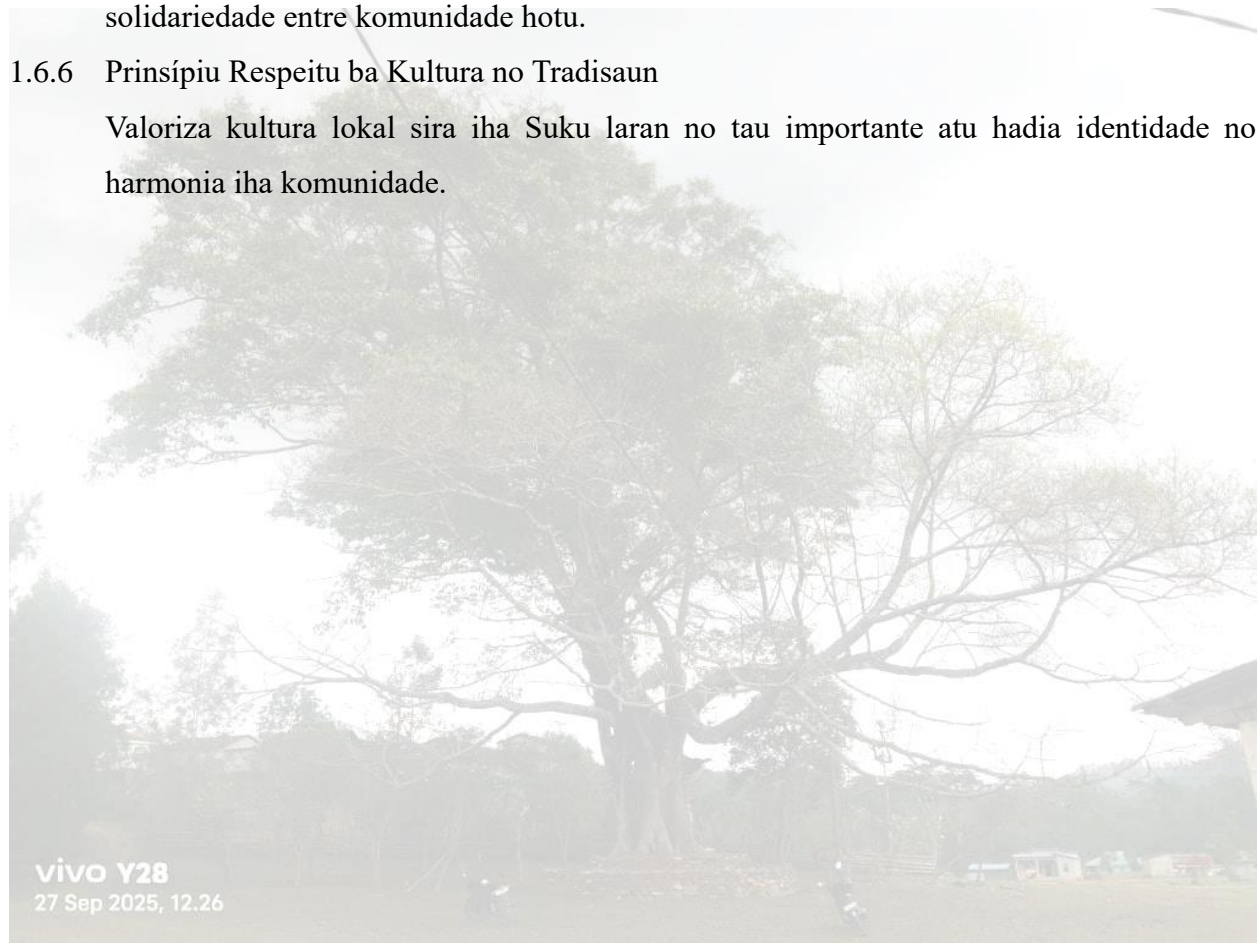 solidariedade entre komunidade hotu.
1.6.6 Prinsípiu Respeitu ba Kultura no Tradisaun
Valoriza kultura lokal sira iha Suku laran no tau importante atu hadia identidade no
harmonia iha komunidade.
vivo Y28
27 Sep 2025, 12.26